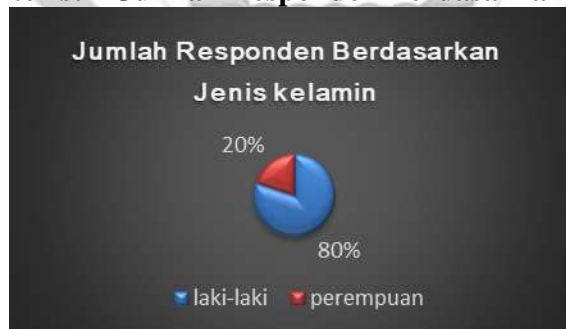 Jumlah Responden Berdasarkan
Jenis kelamin
20%
80%
laki-laki perempuan